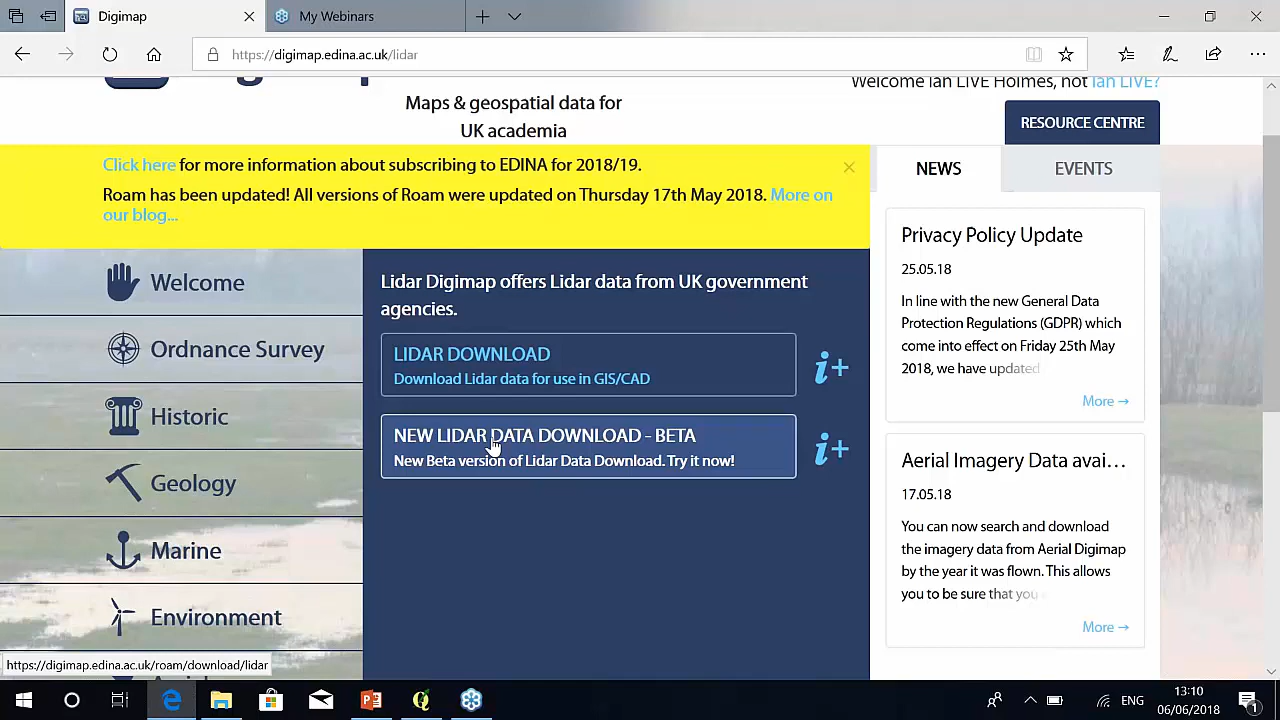 Digimap
My Webinars
https://digimap.edina.ac.uk/lidar
Welcome Ian LIVE Holmes, not Ian LIVE?
Maps & geospatial data for
UK academia
RESOURCE CENTRE
Click here for more information about subscribing to EDINA for 2018/19.
Roam has been updated! All versions of Roam were updated on Thursday 17th May 2018. More on
our blog...
NEWS
EVENTS
Welcome
Ordnance Survey
Historic
Geology
Marine
Environment
Lidar Digimap offers Lidar data from UK government
agencies.
LIDAR DOWNLOAD
Download Lidar data for use in GIS/CAD
i+
NEW LIDAR DATA DOWNLOAD - BETA
New Beta version of Lidar Data Download. Try it now!
i+
Privacy Policy Update
25.05.18
In line with the new General Data
Protection Regulations (GDPR) which
come into effect on Friday 25th May
2018, we have updated
More →
Aerial Imagery Data avai...
17.05.18
You can now search and download
the imagery data from Aerial Digimap
by the year it was flown. This allows
you to be sure that you
More →
https://digimap.edina.ac.uk/roam/download/lidar
ENG
13:10
06/06/2018
1